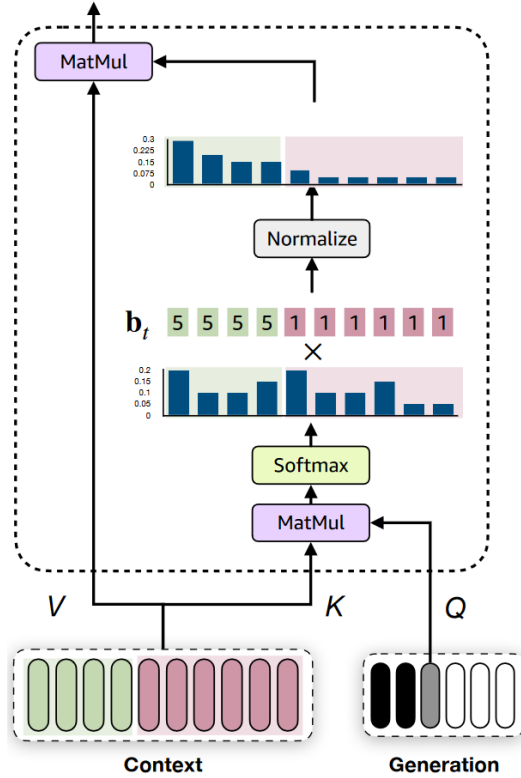 MatMul
0.3
0.225
0.15
0.075
0
Normalize
b_t 5 5 5 5 1 1 1 1 1 1
×
0.2
0.15
0.1
0.05
0
Softmax
MatMul
V K Q
Context Generation